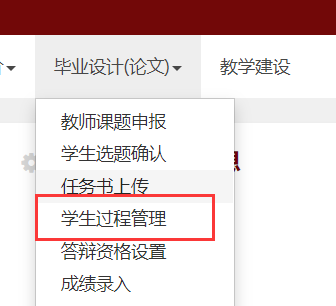 毕业设计(论文)
教学建设
教师课题申报
学生选题确认
任务书上传
学生过程管理
答辩资格设置
成绩录入